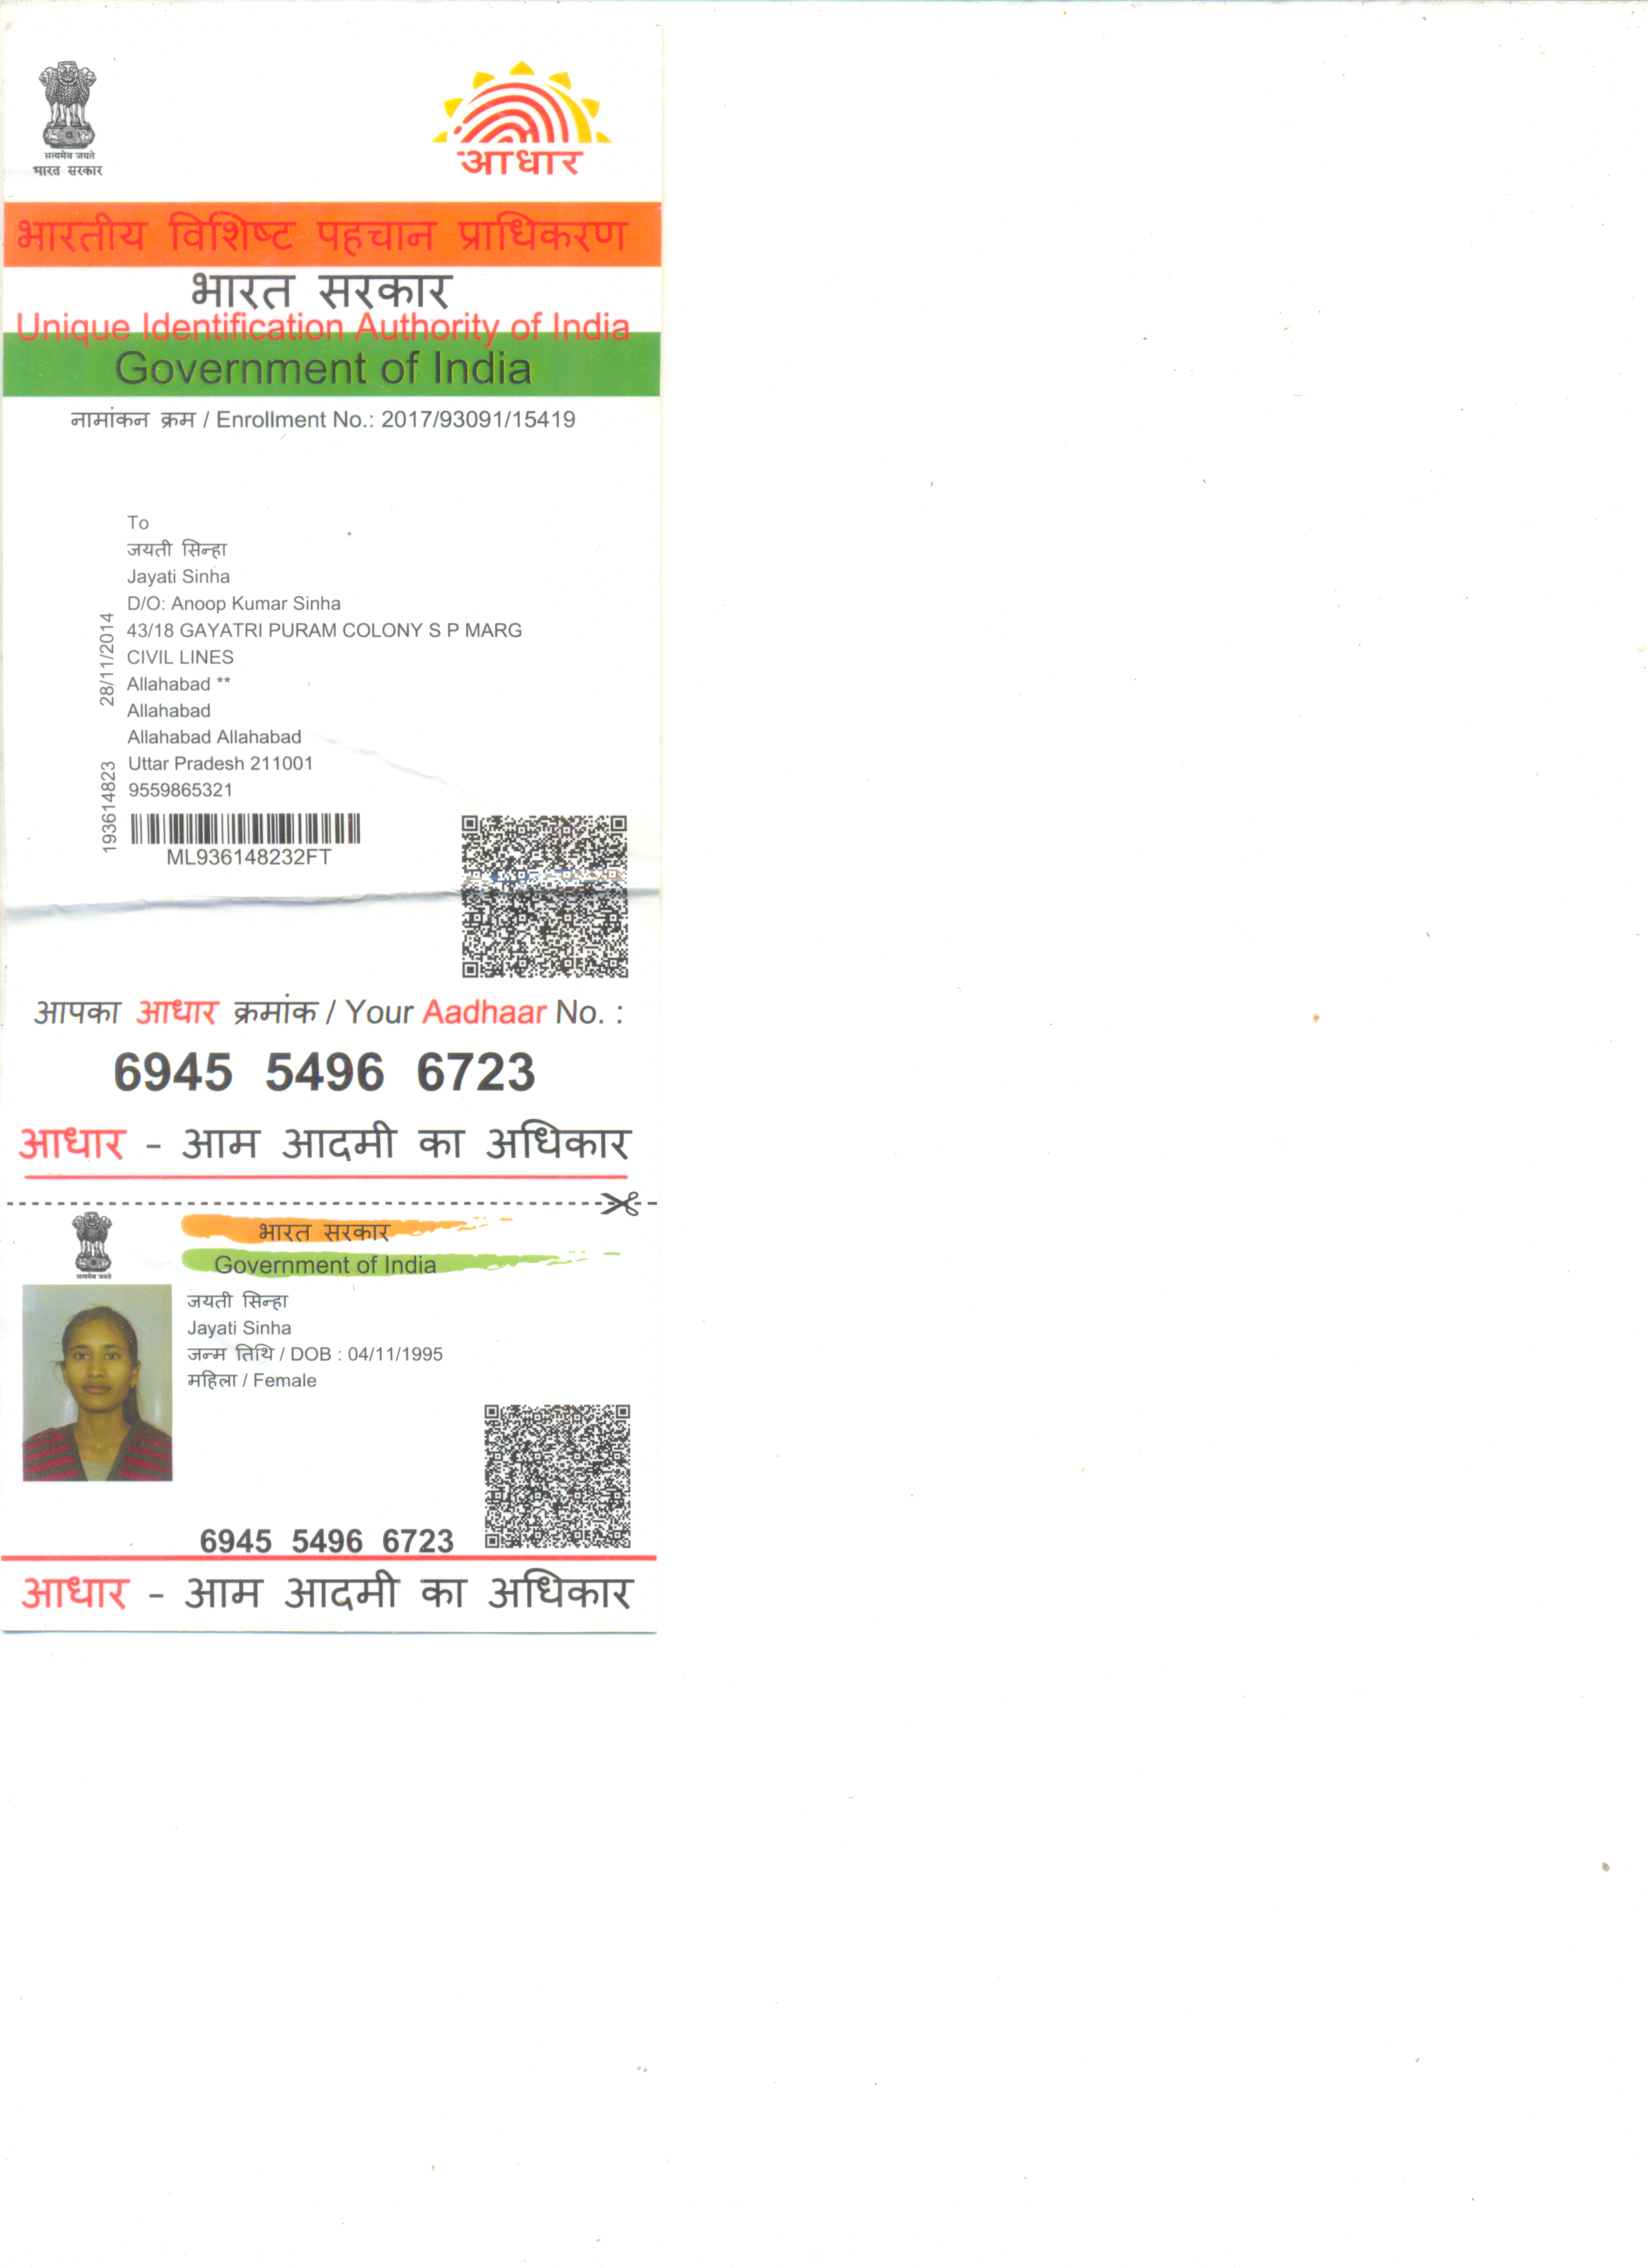 सत्यमेव जयते
भारत सरकार
आधार
भारतीय विशिष्ट पहचान प्राधिकरण
भारत सरकार
Unique Identification Authority of India
Government of India
नामांकन क्रम / Enrollment No.: 2017/93091/15419
To
जयती सिन्हा
Jayati Sinha
D/O: Anoop Kumar Sinha
43/18 GAYATRI PURAM COLONY S P MARG
CIVIL LINES
Allahabad **
Allahabad
Allahabad Allahabad
Uttar Pradesh 211001
9559865321
28/11/2014
193614823
ML936148232FT
आपका आधार क्रमांक / Your Aadhaar No. :
6945 5496 6723
आधार - आम आदमी का अधिकार
सत्यमेव जयते
भारत सरकार
Government of India
जयती सिन्हा
Jayati Sinha
जन्म तिथि / DOB : 04/11/1995
महिला / Female
6945 5496 6723
आधार - आम आदमी का अधिकार